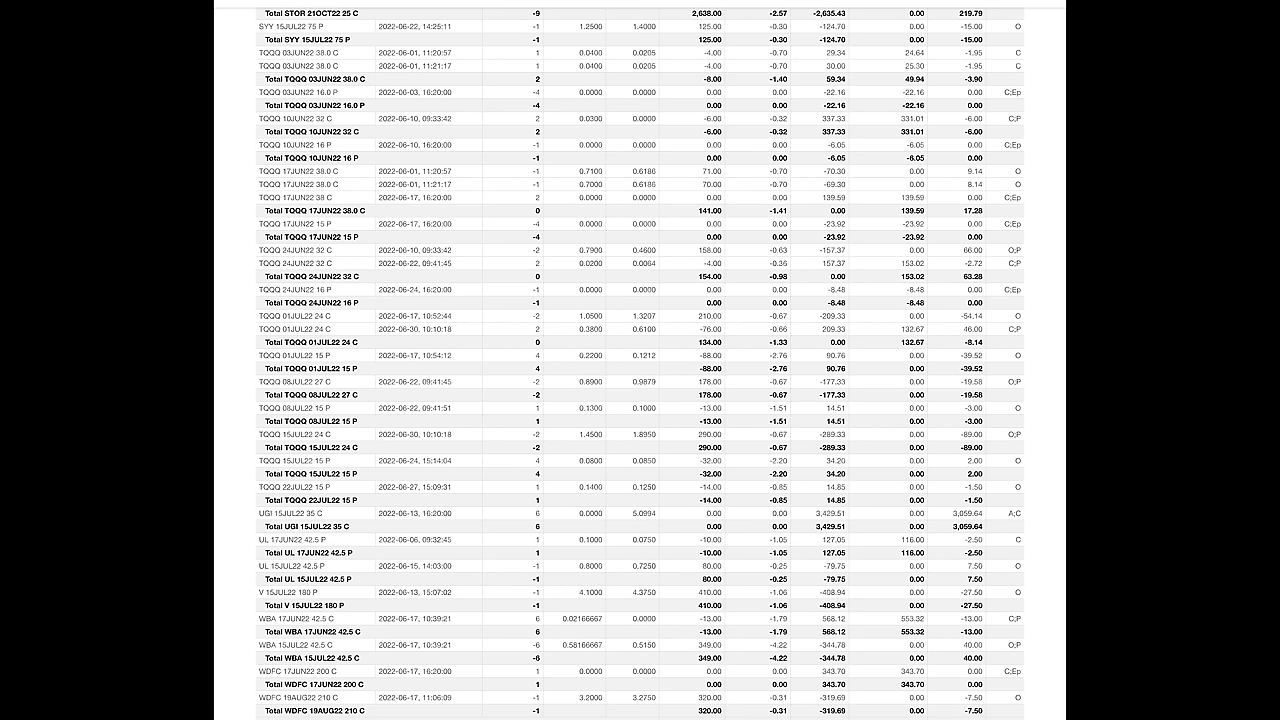 Total STOR 21OCT22 25 C -9 2,638.00 -2.57 -2,635.43 0.00 219.79
SYY 15JUL22 75 P 2022-06-22, 14:25:11 -1 1.2500 1.4000 125.00 -0.30 -124.70 0.00 -15.00 O
Total SYY 15JUL22 75 P -1 125.00 -0.30 -124.70 0.00 -15.00
TQQQ 03JUN22 38.0 C 2022-06-01, 11:20:57 1 0.0400 0.0205 -4.00 -0.70 29.34 24.64 -1.95 C
TQQQ 03JUN22 38.0 C 2022-06-01, 11:21:17 1 0.0400 0.0205 -4.00 -0.70 30.00 25.30 -1.95 C
Total TQQQ 03JUN22 38.0 C 2 -8.00 -1.40 59.34 49.94 -3.90
TQQQ 03JUN22 16.0 P 2022-06-03, 16:20:00 -4 0.0000 0.0000 0.00 0.00 -22.16 -22.16 0.00 C;Ep
Total TQQQ 03JUN22 16.0 P -4 0.00 0.00 -22.16 -22.16 0.00
TQQQ 10JUN22 32 C 2022-06-10, 09:33:42 2 0.0300 0.0000 -6.00 -0.32 337.33 331.01 -6.00 C;P
Total TQQQ 10JUN22 32 C 2 -6.00 -0.32 337.33 331.01 -6.00
TQQQ 10JUN22 16 P 2022-06-10, 16:20:00 -1 0.0000 0.0000 0.00 0.00 -6.05 -6.05 0.00 C;Ep
Total TQQQ 10JUN22 16 P -1 0.00 0.00 -6.05 -6.05 0.00
TQQQ 17JUN22 38.0 C 2022-06-01, 11:20:57 -1 0.7100 0.6186 71.00 -0.70 -70.30 0.00 9.14 O
TQQQ 17JUN22 38.0 C 2022-06-01, 11:21:17 -1 0.7000 0.6186 70.00 -0.70 -69.30 0.00 8.14 O
TQQQ 17JUN22 38 C 2022-06-17, 16:20:00 2 0.0000 0.0000 0.00 0.00 139.59 139.59 0.00 C;Ep
Total TQQQ 17JUN22 38.0 C 0 141.00 -1.41 0.00 139.59 17.28
TQQQ 17JUN22 15 P 2022-06-17, 16:20:00 -4 0.0000 0.0000 0.00 0.00 -23.92 -23.92 0.00 C;Ep
Total TQQQ 17JUN22 15 P -4 0.00 0.00 -23.92 -23.92 0.00
TQQQ 24JUN22 32 C 2022-06-10, 09:33:42 -2 0.7900 0.4600 158.00 -0.63 -157.37 0.00 66.00 O;P
TQQQ 24JUN22 32 C 2022-06-22, 09:41:45 2 0.0200 0.0064 -4.00 -0.36 157.37 153.02 -2.72 C;P
Total TQQQ 24JUN22 32 C 0 154.00 -0.98 0.00 153.02 63.28
TQQQ 24JUN22 16 P 2022-06-24, 16:20:00 -1 0.0000 0.0000 0.00 0.00 -8.48 -8.48 0.00 C;Ep
Total TQQQ 24JUN22 16 P -1 0.00 0.00 -8.48 -8.48 0.00
TQQQ 01JUL22 24 C 2022-06-17, 10:52:44 -2 1.0500 1.3207 210.00 -0.67 -209.33 0.00 -54.14 O
TQQQ 01JUL22 24 C 2022-06-30, 10:10:18 2 0.3800 0.6100 -76.00 -0.66 209.33 132.67 46.00 C;P
Total TQQQ 01JUL22 24 C 0 134.00 -1.33 0.00 132.67 -8.14
TQQQ 01JUL22 15 P 2022-06-17, 10:54:12 4 0.2200 0.1212 -88.00 -2.76 90.76 0.00 -39.52 O
Total TQQQ 01JUL22 15 P 4 -88.00 -2.76 90.76 0.00 -39.52
TQQQ 08JUL22 27 C 2022-06-22, 09:41:45 -2 0.8900 0.9879 178.00 -0.67 -177.33 0.00 -19.58 O;P
Total TQQQ 08JUL22 27 C -2 178.00 -0.67 -177.33 0.00 -19.58
TQQQ 08JUL22 15 P 2022-06-22, 09:41:51 1 0.1300 0.1000 -13.00 -1.51 14.51 0.00 -3.00 O
Total TQQQ 08JUL22 15 P 1 -13.00 -1.51 14.51 0.00 -3.00
TQQQ 15JUL22 24 C 2022-06-30, 10:10:18 -2 1.4500 1.8950 290.00 -0.67 -289.33 0.00 -89.00 O;P
Total TQQQ 15JUL22 24 C -2 290.00 -0.67 -289.33 0.00 -89.00
TQQQ 15JUL22 15 P 2022-06-24, 15:14:04 4 0.0800 0.0850 -32.00 -2.20 34.20 0.00 2.00 O
Total TQQQ 15JUL22 15 P 4 -32.00 -2.20 34.20 0.00 2.00
TQQQ 22JUL22 15 P 2022-06-27, 15:09:31 1 0.1400 0.1250 -14.00 -0.85 14.85 0.00 -1.50 O
Total TQQQ 22JUL22 15 P 1 -14.00 -0.85 14.85 0.00 -1.50
UGI 15JUL22 35 C 2022-06-13, 16:20:00 6 0.0000 5.0994 0.00 0.00 3,429.51 0.00 3,059.64 A;C
Total UGI 15JUL22 35 C 6 0.00 0.00 3,429.51 0.00 3,059.64
UL 17JUN22 42.5 P 2022-06-06, 09:32:45 1 0.1000 0.0750 -10.00 -1.05 127.05 116.00 -2.50 C
Total UL 17JUN22 42.5 P 1 -10.00 -1.05 127.05 116.00 -2.50
UL 15JUL22 42.5 P 2022-06-15, 14:03:00 -1 0.8000 0.7250 80.00 -0.25 -79.75 0.00 7.50 O
Total UL 15JUL22 42.5 P -1 80.00 -0.25 -79.75 0.00 7.50
V 15JUL22 180 P 2022-06-13, 15:07:02 -1 4.1000 4.3750 410.00 -1.06 -408.94 0.00 -27.50 O
Total V 15JUL22 180 P -1 410.00 -1.06 -408.94 0.00 -27.50
WBA 17JUN22 42.5 C 2022-06-17, 10:39:21 6 0.02166667 0.0000 -13.00 -1.79 568.12 553.32 -13.00 C;P
Total WBA 17JUN22 42.5 C 6 -13.00 -1.79 568.12 553.32 -13.00
WBA 15JUL22 42.5 C 2022-06-17, 10:39:21 -6 0.58166667 0.5150 349.00 -4.22 -344.78 0.00 40.00 O;P
Total WBA 15JUL22 42.5 C -6 349.00 -4.22 -344.78 0.00 40.00
WDFC 17JUN22 200 C 2022-06-17, 16:20:00 1 0.0000 0.0000 0.00 0.00 343.70 343.70 0.00 C;Ep
Total WDFC 17JUN22 200 C 1 0.00 0.00 343.70 343.70 0.00
WDFC 19AUG22 210 C 2022-06-17, 11:06:09 -1 3.2000 3.2750 320.00 -0.31 -319.69 0.00 -7.50 O
Total WDFC 19AUG22 210 C -1 320.00 -0.31 -319.69 0.00 -7.50